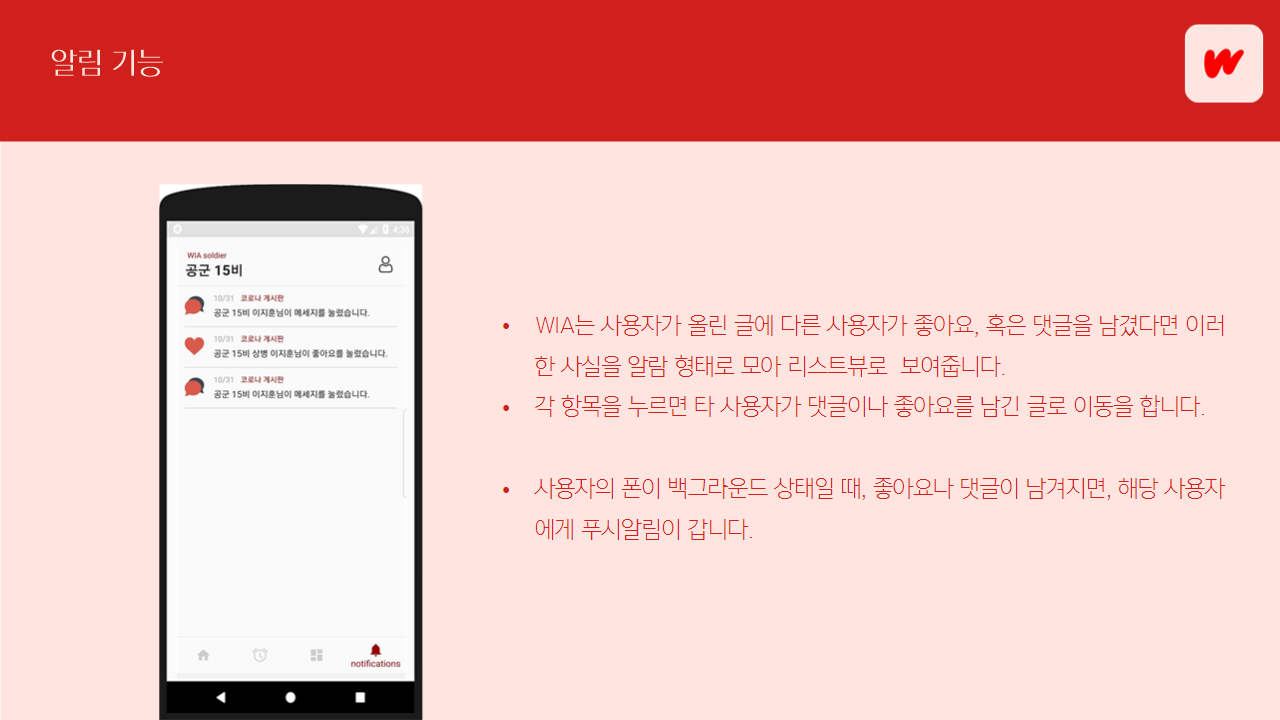 알림 기능
W
4:36
WIA soldier
공군 15비
10/31 코로나 게시판
공군 15비 이지훈님이 메세지를 눌렀습니다.
10/31 코로나 게시판
공군 15비 상병 이지훈님이 좋아요를 눌렀습니다.
10/31 코로나 게시판
공군 15비 이지훈님이 메세지를 눌렀습니다.
notifications
• WIA는 사용자가 올린 글에 다른 사용자가 좋아요, 혹은 댓글을 남겼다면 이러
한 사실을 알람 형태로 모아 리스트뷰로 보여줍니다.
• 각 항목을 누르면 타 사용자가 댓글이나 좋아요를 남긴 글로 이동을 합니다.
• 사용자의 폰이 백그라운드 상태일 때, 좋아요나 댓글이 남겨지면, 해당 사용자
에게 푸시알림이 갑니다.